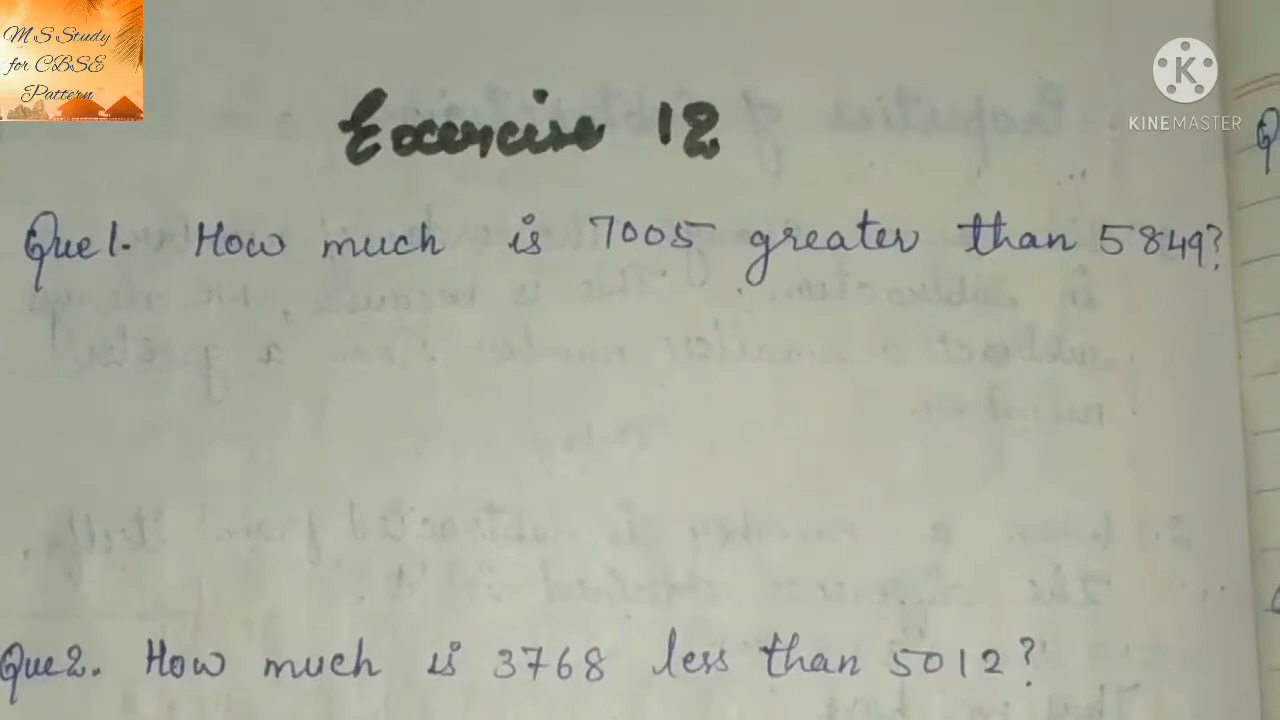 M S Study
for CBSE
Pattern
K
KINEMASTER
Exercise 12
Que1. How much is 7005 greater than 5849?
Que2. How much is 3768 less than 5012?